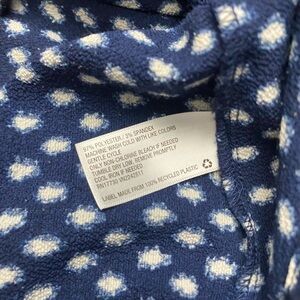 97% POLYESTER / 3% SPANDEX
MACHINE WASH COLD WITH LIKE COLORS
GENTLE CYCLE
ONLY NON-CHLORINE BLEACH IF NEEDED
TUMBLE DRY LOW, REMOVE PROMPTLY
COOL IRON IF NEEDED
LABEL MADE FROM 100% RECYCLED PLASTIC